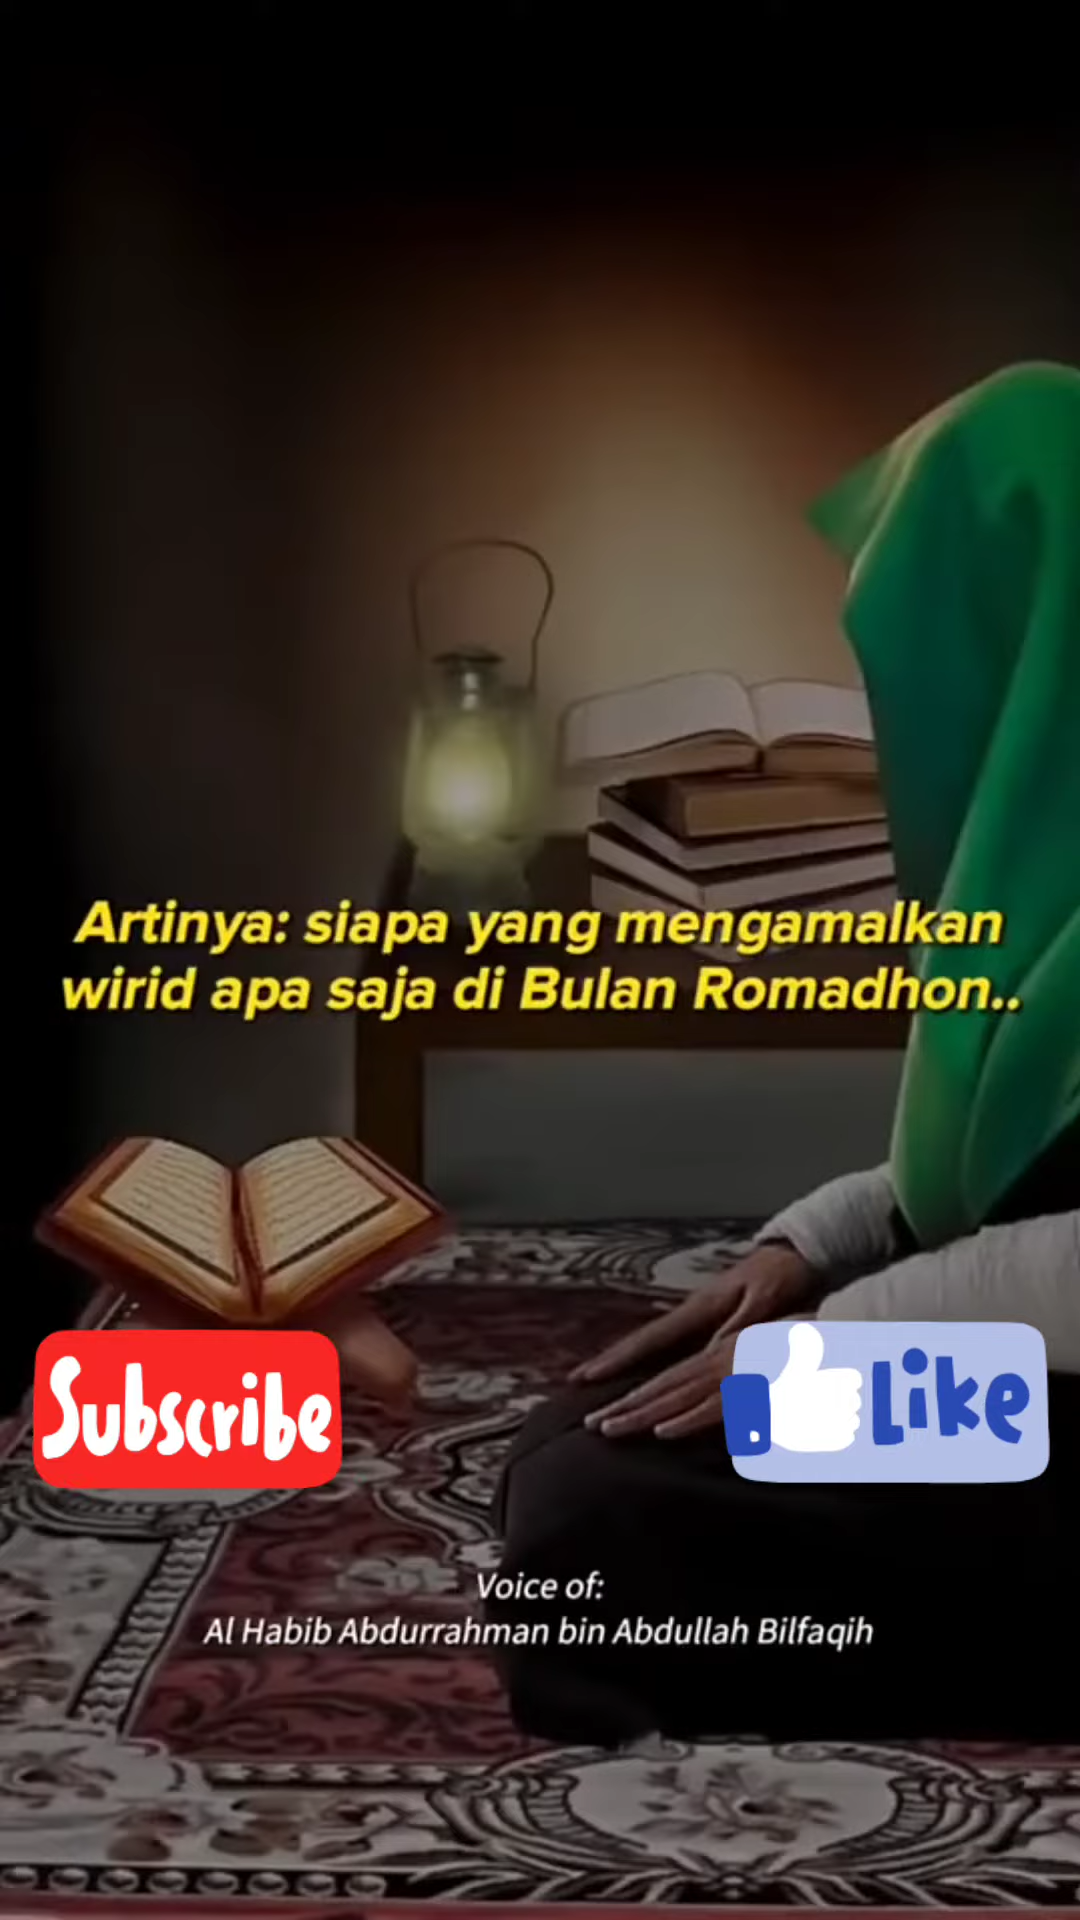 Artinya: siapa yang mengamalkan
wirid apa saja di Bulan Romadhon..
Subscribe
Like
Voice of:
Al Habib Abdurrahman bin Abdullah Bilfaqih